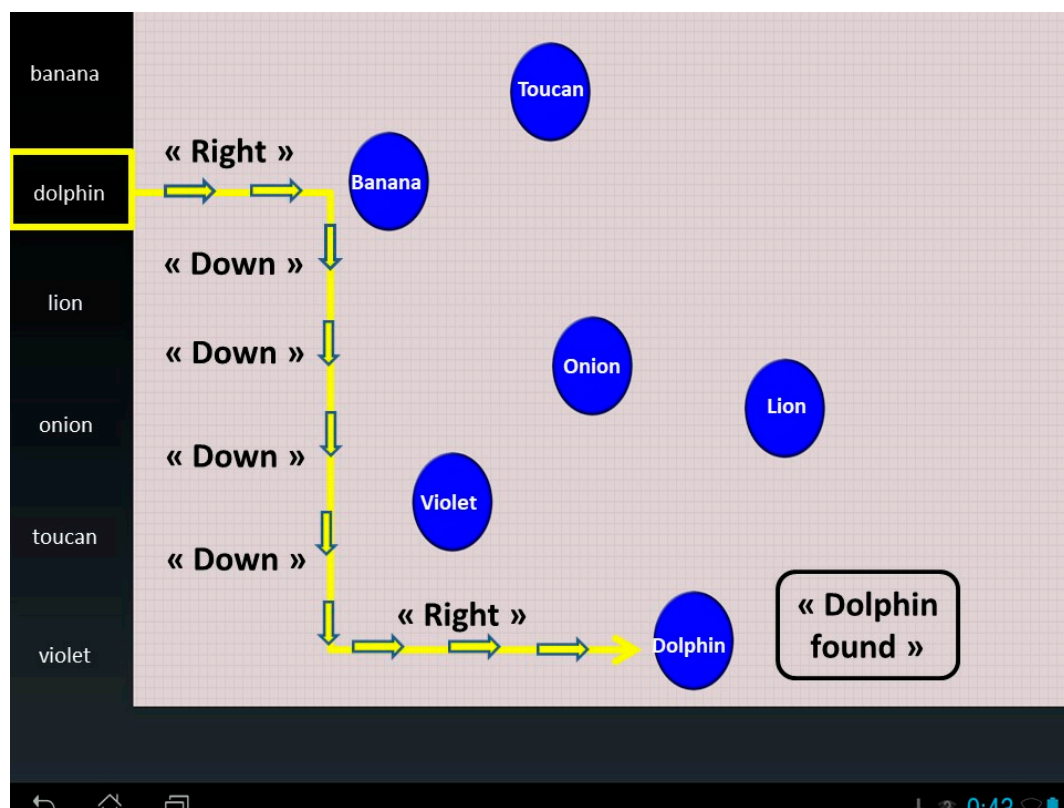 banana
dolphin
lion
onion
toucan
violet
Toucan
« Right »
Banana
« Down »
« Down »
Onion
Lion
« Down »
Violet
« Down »
« Right »
Dolphin
« Dolphin
found »